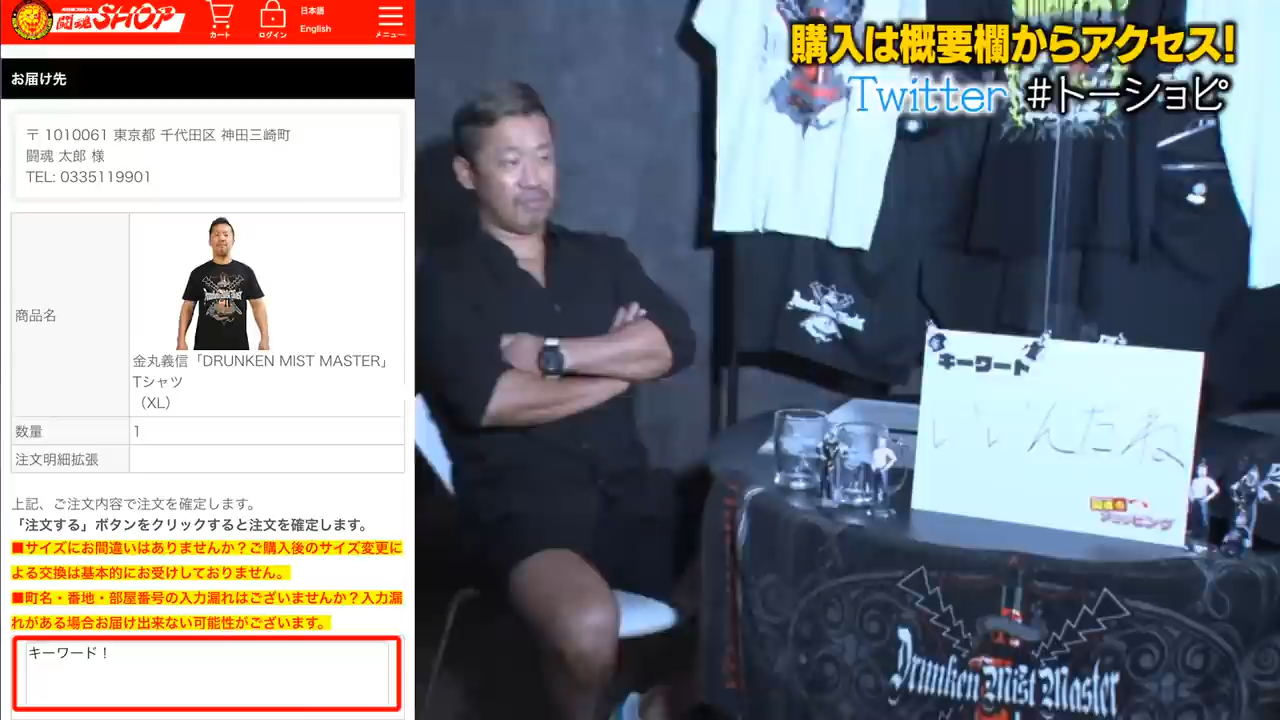 闘魂SHOP
カート
ログイン
日本語
English
メニュー
お届け先
〒 1010061 東京都 千代田区 神田三崎町
闘魂 太郎 様
TEL: 0335119901
商品名
金丸義信「DRUNKEN MIST MASTER」
Tシャツ
（XL）
数量
1
注文明細拡張
上記、ご注文内容で注文を確定します。
「注文する」ボタンをクリックすると注文を確定します。
■サイズにお間違いはありませんか？ご購入後のサイズ変更に
よる交換は基本的にお受けしておりません。
■町名・番地・部屋番号の入力漏れはございませんか？入力漏
れがある場合お届け出来ない可能性がございます。
キーワード！
購入は概要欄からアクセス！
Twitter #トーショピ
キーワード
いいんだね
闘魂
ショッピング
Drunken Mist Master